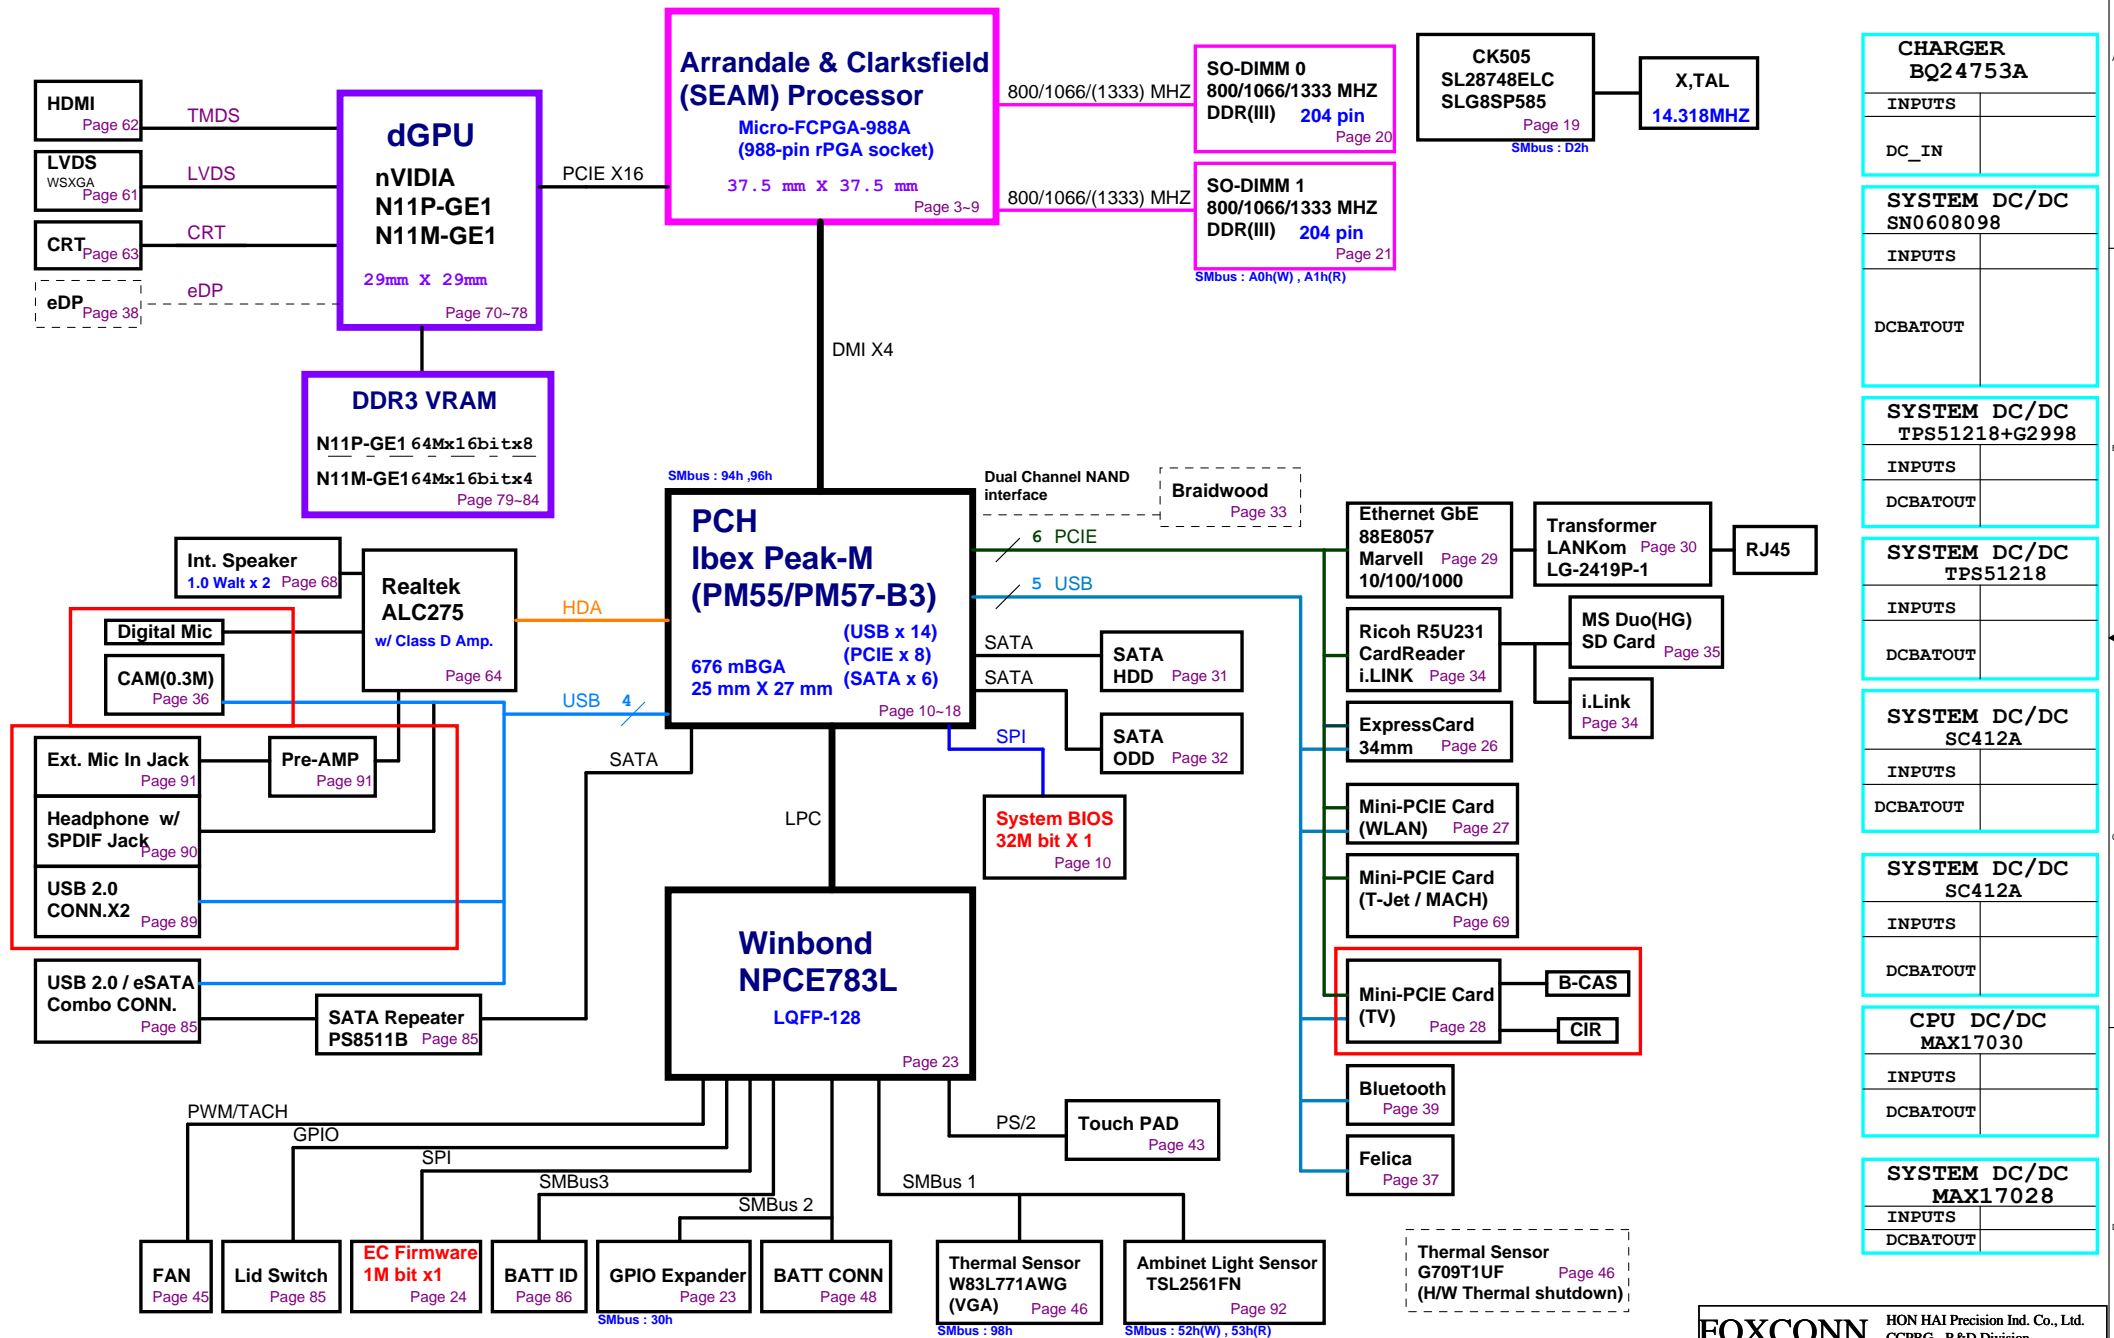 HDMI
Page 62
TMDS
LVDS
WSXGA
Page 61
LVDS
CRT
Page 63
CRT
eDP
Page 38
eDP
dGPU
nVIDIA
N11P-GE1
N11M-GE1
29mm X 29mm
Page 70~78
PCIE X16
Arrandale & Clarksfield
(SEAM) Processor
Micro-FCPGA-988A
(988-pin rPGA socket)
37.5 mm X 37.5 mm
Page 3~9
800/1066/(1333) MHZ
SO-DIMM 0
800/1066/1333 MHZ
DDR(III) 204 pin
Page 20
800/1066/(1333) MHZ
SO-DIMM 1
800/1066/1333 MHZ
DDR(III) 204 pin
Page 21
SMbus : A0h(W) , A1h(R)
CK505
SL28748ELC
SLG8SP585
Page 19
SMbus : D2h
X,TAL
14.318MHZ
DMI X4
DDR3 VRAM
N11P-GE1 64Mx16bitx8
N11M-GE1 64Mx16bitx4
Page 79~84
SMbus : 94h ,96h
PCH
Ibex Peak-M
(PM55/PM57-B3)
(USB x 14)
(PCIE x 8)
(SATA x 6)
676 mBGA
25 mm X 27 mm
Page 10~18
Dual Channel NAND
interface
Braidwood
Page 33
6 PCIE
5 USB
Ethernet GbE
88E8057
Marvell Page 29
10/100/1000
Transformer
LANKom Page 30
LG-2419P-1
RJ45
Ricoh R5U231
CardReader
i.LINK Page 34
MS Duo(HG)
SD Card
Page 35
i.Link
Page 34
ExpressCard
34mm Page 26
Mini-PCIE Card
(WLAN) Page 27
Mini-PCIE Card
(T-Jet / MACH)
Page 69
Mini-PCIE Card
(TV)
Page 28
B-CAS
CIR
Bluetooth
Page 39
Felica
Page 37
Int. Speaker
1.0 Walt x 2 Page 68
Realtek
ALC275
w/ Class D Amp.
Page 64
HDA
Digital Mic
CAM(0.3M)
Page 36
USB 4
Ext. Mic In Jack
Page 91
Pre-AMP
Page 91
Headphone w/
SPDIF Jack
Page 90
USB 2.0
CONN.X2
Page 89
USB 2.0 / eSATA
Combo CONN.
Page 85
SATA Repeater
PS8511B Page 85
SATA
SATA
SATA
HDD Page 31
SATA
SATA
ODD Page 32
SPI
System BIOS
32M bit X 1
Page 10
LPC
Winbond
NPCE783L
LQFP-128
Page 23
PWM/TACH
GPIO
SPI
SMBus3
SMBus 2
SMBus 1
PS/2
Touch PAD
Page 43
FAN
Page 45
Lid Switch
Page 85
EC Firmware
1M bit x1
Page 24
BATT ID
Page 86
GPIO Expander
Page 23
SMbus : 30h
BATT CONN
Page 48
Thermal Sensor
W83L771AWG
(VGA) Page 46
SMbus : 98h
Ambinet Light Sensor
TSL2561FN
Page 92
SMbus : 52h(W) , 53h(R)
Thermal Sensor
G709T1UF Page 46
(H/W Thermal shutdown)
CHARGER
BQ24753A
INPUTS
DC_IN
SYSTEM DC/DC
SN0608098
INPUTS
DCBATOUT
SYSTEM DC/DC
TPS51218+G2998
INPUTS
DCBATOUT
SYSTEM DC/DC
TPS51218
INPUTS
DCBATOUT
SYSTEM DC/DC
SC412A
INPUTS
DCBATOUT
SYSTEM DC/DC
SC412A
INPUTS
DCBATOUT
CPU DC/DC
MAX17030
INPUTS
DCBATOUT
SYSTEM DC/DC
MAX17028
INPUTS
DCBATOUT
FOXCONN
HON HAI Precision Ind. Co., Ltd.
CCPBG - R&D Division